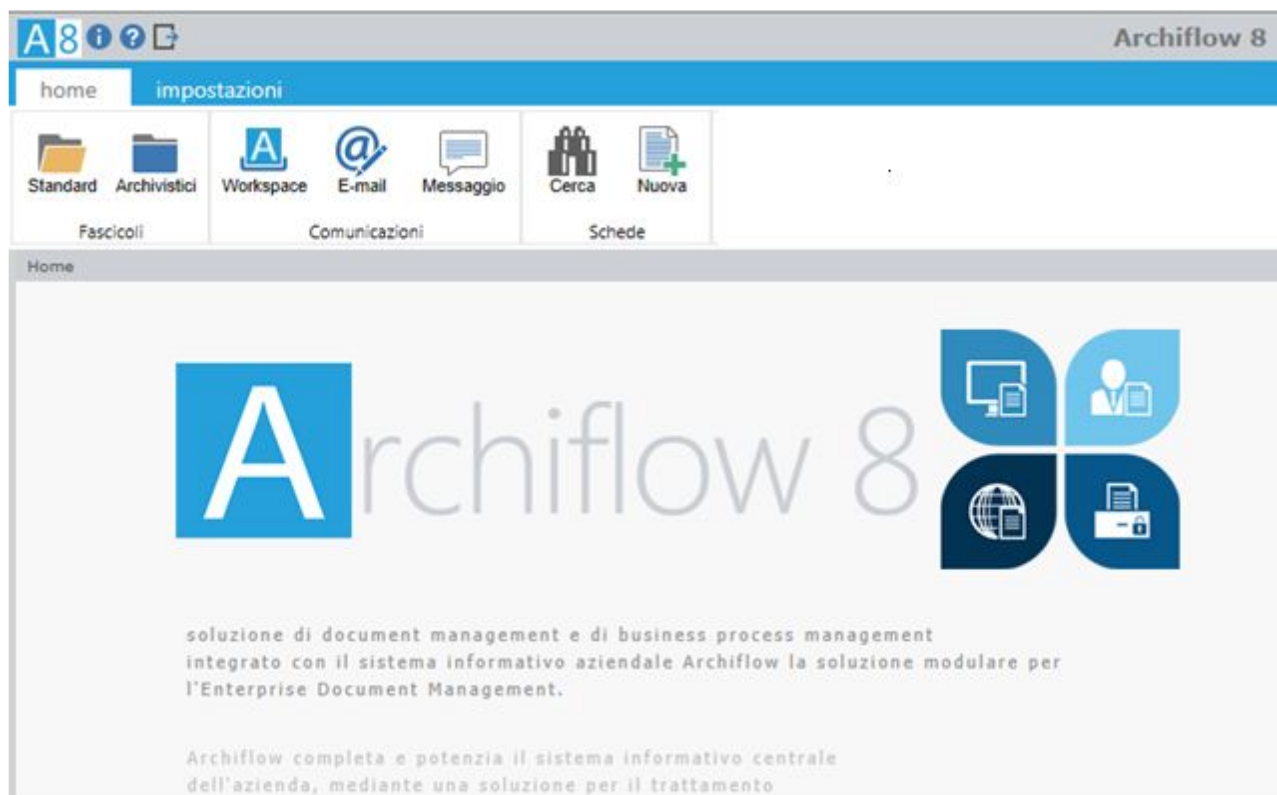 A8 Archiflow 8
home impostazioni
Standard Archivistici Workspace E-mail Messaggio Cerca Nuova
Fascicoli Comunicazioni Schede
Home
Archiflow 8
soluzione di document management e di business process management
integrato con il sistema informativo aziendale Archiflow la soluzione modulare per
l'Enterprise Document Management.
Archiflow completa e potenzia il sistema informativo centrale
dell'azienda, mediante una soluzione per il trattamento